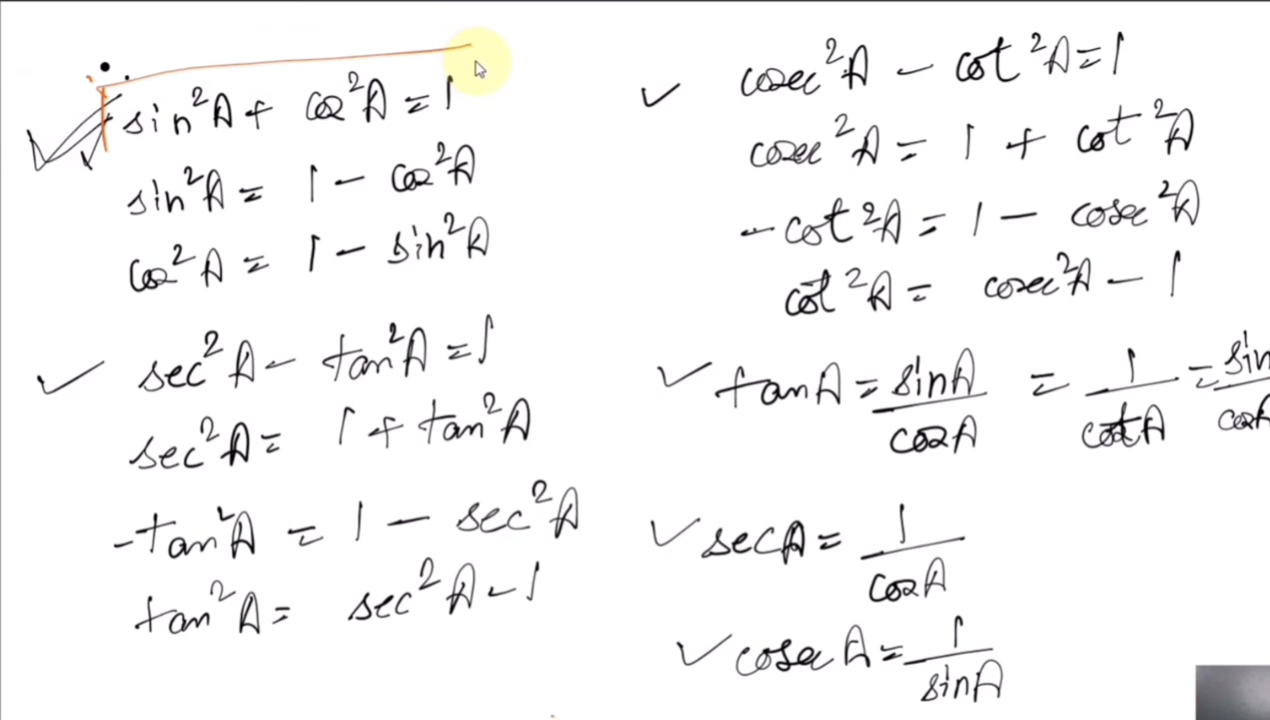 sin²A + cos²A = 1
sin²A = 1 - cos²A
cos²A = 1 - sin²A
sec²A - tan²A = 1
sec²A = 1 + tan²A
-tan²A = 1 - sec²A
tan²A = sec²A - 1
cosec²A - cot²A = 1
cosec²A = 1 + cot²A
-cot²A = 1 - cosec²A
cot²A = cosec²A - 1
tanA = sinA/cosA = 1/cotA = sin/cosA
secA = 1/cosA
cosecA = 1/sinA